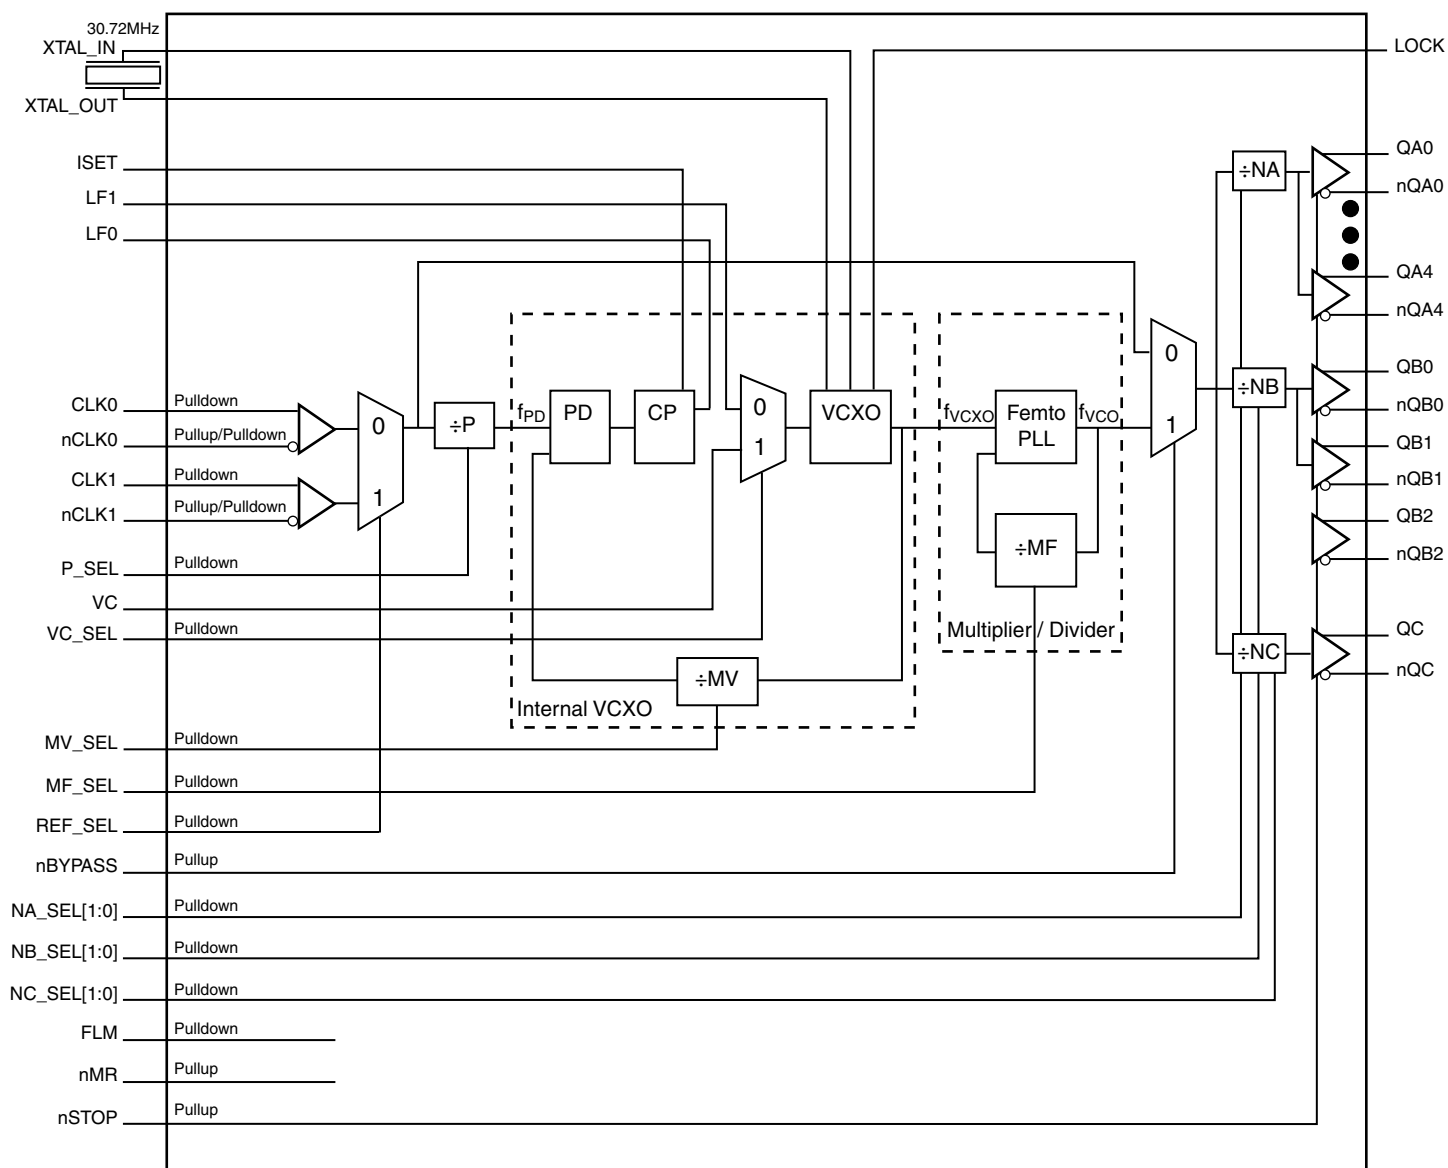 30.72MHz
XTAL_IN
LOCK
XTAL_OUT
QA0
ISET
÷NA
nQA0
LF1
LF0
QA4
nQA4
0
QB0
CLK0 Pulldown
÷NB
nQB0
nCLK0 Pullup/Pulldown
0
÷P
fPD
PD
CP
0
1
VCXO
fVCXO
Femto
PLL
fVCO
1
QB1
CLK1 Pulldown
nQB1
nCLK1 Pullup/Pulldown
1
QB2
÷MF
nQB2
P_SEL Pulldown
VC
VC_SEL Pulldown
Multiplier / Divider
QC
÷NC
nQC
÷MV
Internal VCXO
MV_SEL Pulldown
MF_SEL Pulldown
REF_SEL Pulldown
nBYPASS Pullup
NA_SEL[1:0] Pulldown
NB_SEL[1:0] Pulldown
NC_SEL[1:0] Pulldown
FLM Pulldown
nMR Pullup
nSTOP Pullup